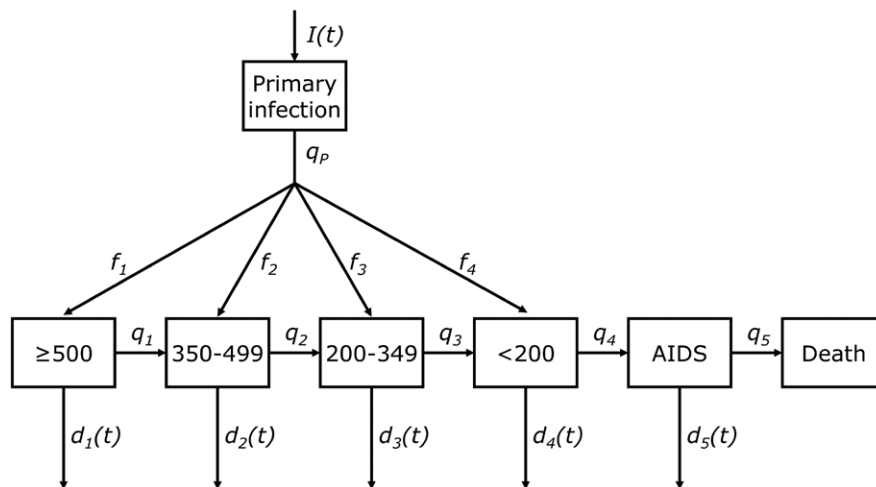 I(t)
Primary
infection
q_P
f_1 f_2 f_3 f_4
≥500 q_1 350-499 q_2 200-349 q_3 <200 q_4 AIDS q_5 Death
d_1(t) d_2(t) d_3(t) d_4(t) d_5(t)